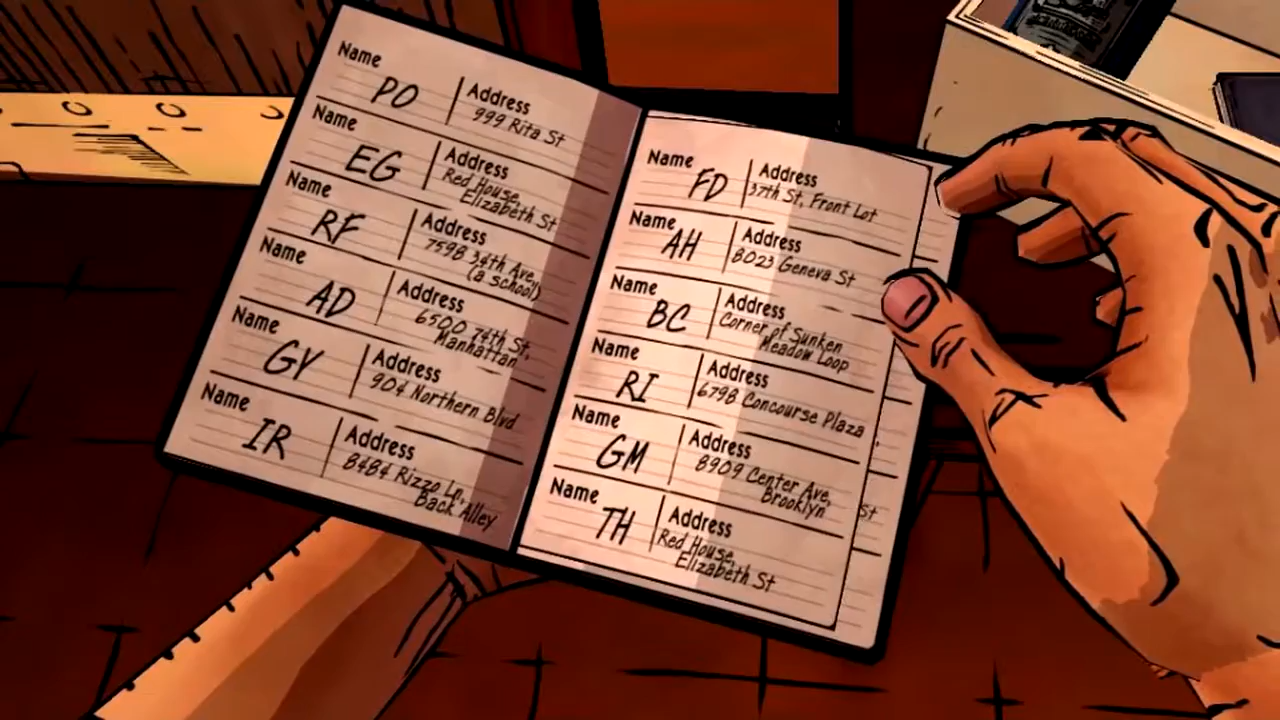 Name
PO
Address
999 Rita St
Name
EG
Address
Red House,
Elizabeth St
Name
RF
Address
7598 34th Ave,
(a school)
Name
AD
Address
6500 74th St,
Manhattan
Name
GY
Address
904 Northern Blvd
Name
IR
Address
8484 Rizzo Ln,
Back Alley
Name
FD
Address
37th St, Front Lot
Name
AH
Address
8023 Geneva St
Name
BC
Address
Corner of Sunken
Meadow Loop
Name
RI
Address
6798 Concourse Plaza
Name
GM
Address
8909 Center Ave,
Brooklyn
St
Name
TH
Address
Red House,
Elizabeth St